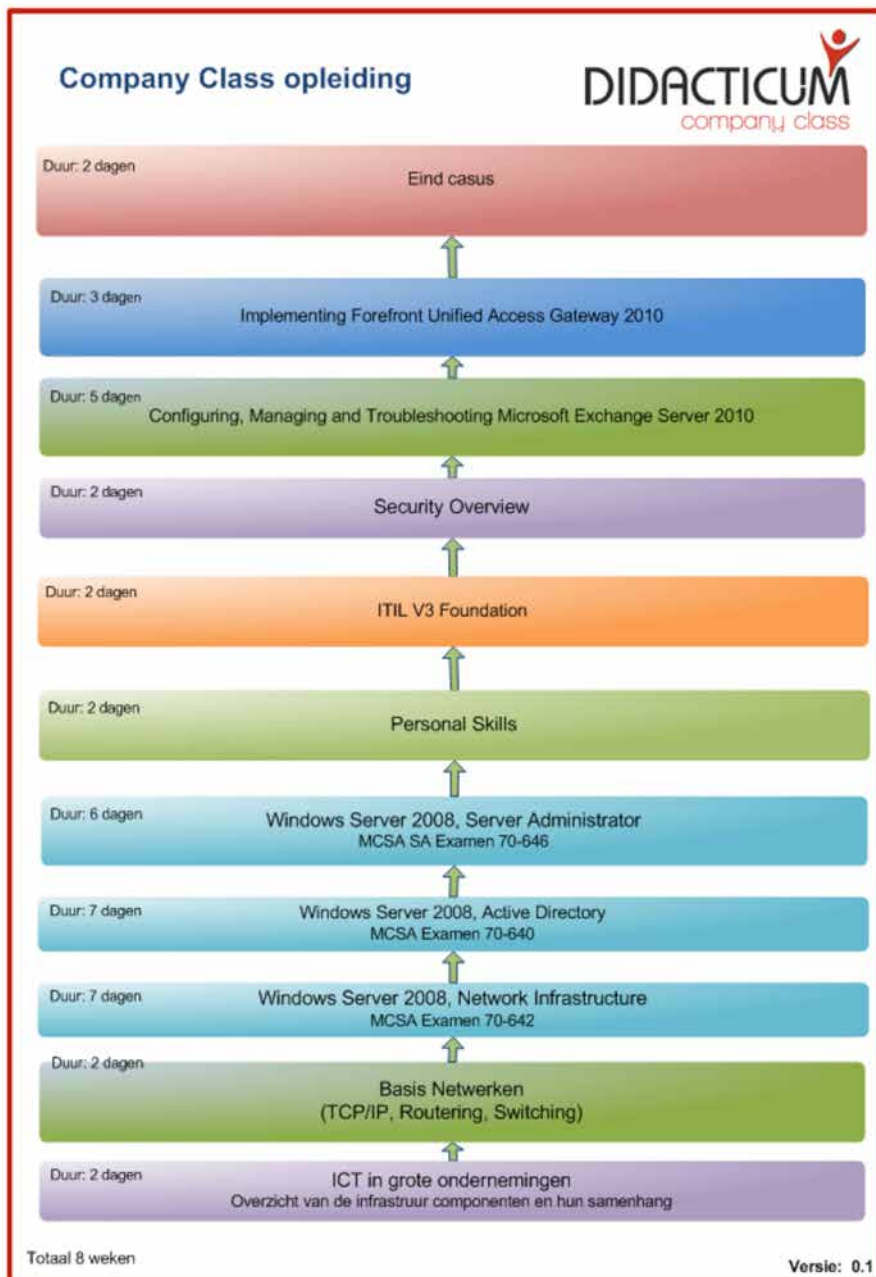 Company Class opleiding
DIDACTICUM
company class
Duur: 2 dagen
Eind casus
Duur: 3 dagen
Implementing Forefront Unified Access Gateway 2010
Duur: 5 dagen
Configuring, Managing and Troubleshooting Microsoft Exchange Server 2010
Duur: 2 dagen
Security Overview
Duur: 2 dagen
ITIL V3 Foundation
Duur: 2 dagen
Personal Skills
Duur: 6 dagen
Windows Server 2008, Server Administrator
MCSA SA Examen 70-646
Duur: 7 dagen
Windows Server 2008, Active Directory
MCSA Examen 70-640
Duur: 7 dagen
Windows Server 2008, Network Infrastructure
MCSA Examen 70-642
Duur: 2 dagen
Basis Netwerken
(TCP/IP, Routering, Switching)
Duur: 2 dagen
ICT in grote ondernemingen
Overzicht van de infrastruur componenten en hun samenhang
Totaal 8 weken
Versie: 0.1